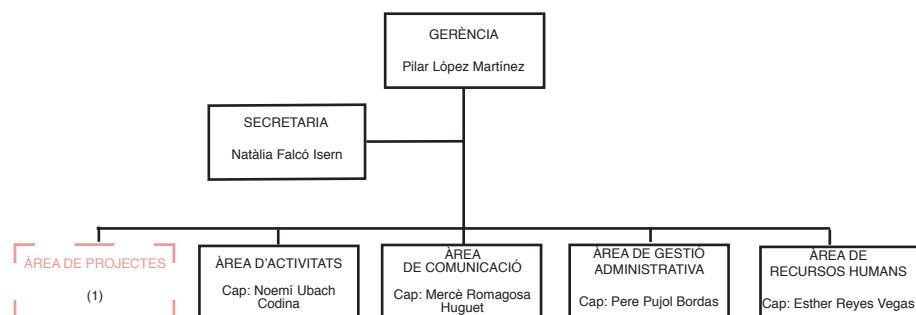 GERÈNCIA
Pilar López Martínez
SECRETARIA
Natàlia Falcó Isern
ÀREA DE PROJECTES
(1)
ÀREA D'ACTIVITATS
Cap: Noemí Ubach
Codina
ÀREA
DE COMUNICACIÓ
Cap: Mercè Romagosa
Huguet
ÀREA DE GESTIÓ
ADMINISTRATIVA
Cap: Pere Pujol Bordas
ÀREA DE
RECURSOS HUMANS
Cap: Esther Reyes Vegas